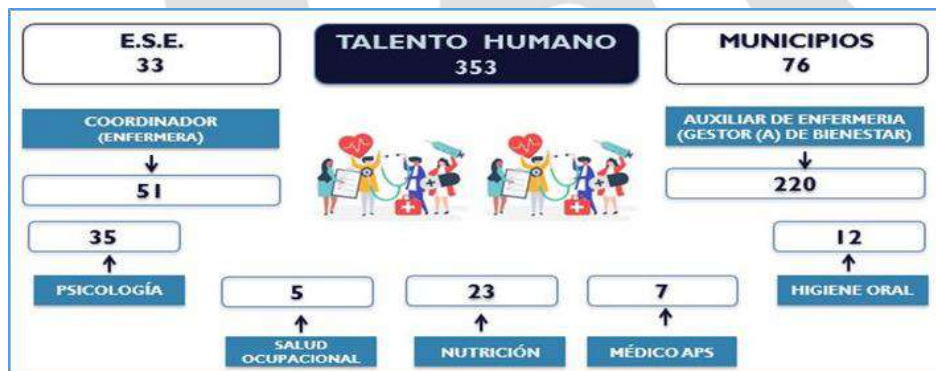 E.S.E.
33
TALENTO HUMANO
353
MUNICIPIOS
76
COORDINADOR
(ENFERMERA)
51
AUXILIAR DE ENFERMERIA
(GESTOR (A) DE BIENESTAR)
220
35
PSICOLOGÍA
5
SALUD
OCUPACIONAL
23
NUTRICIÓN
7
MÉDICO APS
12
HIGIENE ORAL